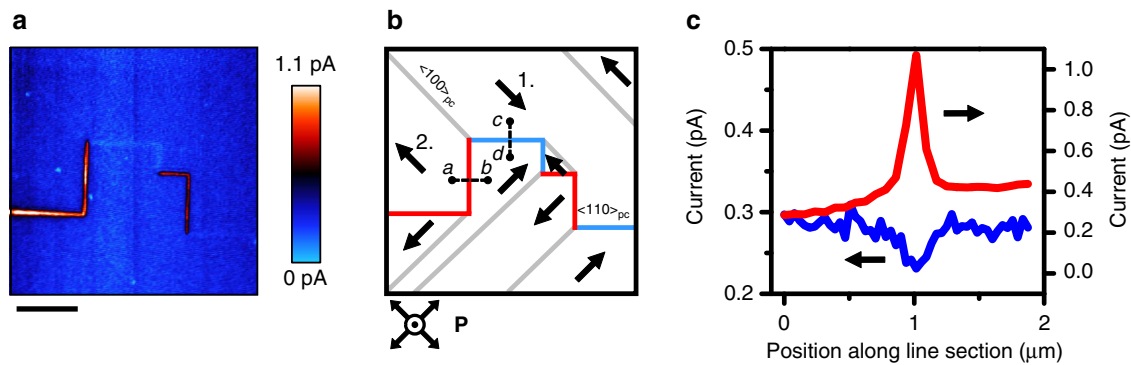 a
1.1 pA
0 pA
b
<100>pc
1.
c
2.
d
a
b
<110>pc
P
c
0.5
0.4
0.3
0.2
Current (pA)
1.0
0.8
0.6
0.4
0.2
0.0
Current (pA)
0
1
2
Position along line section (μm)